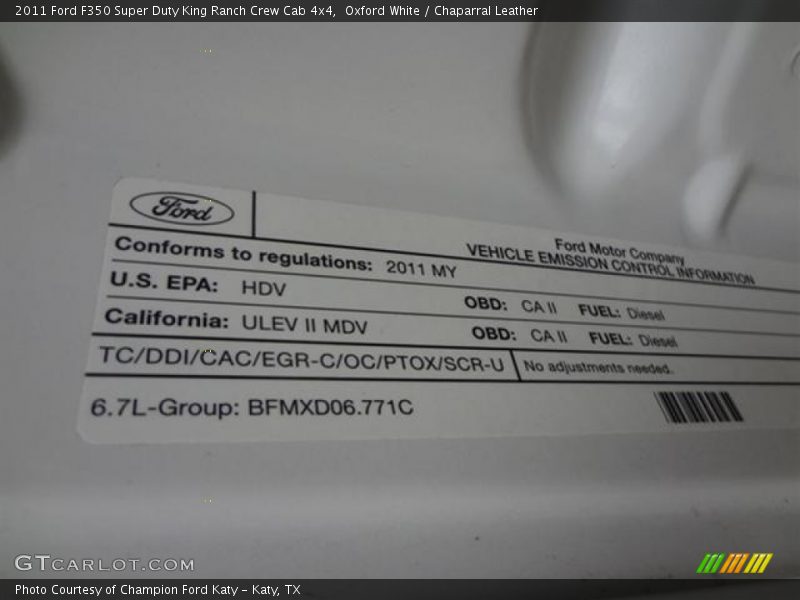 2011 Ford F350 Super Duty King Ranch Crew Cab 4x4, Oxford White / Chaparral Leather
Ford
Ford Motor Company
VEHICLE EMISSION CONTROL INFORMATION
Conforms to regulations: 2011 MY
U.S. EPA: HDV OBD: CA II FUEL: Diesel
California: ULEV II MDV OBD: CA II FUEL: Diesel
TC/DDI/CAC/EGR-C/OC/PTOX/SCR-U No adjustments needed.
6.7L-Group: BFMXD06.771C
GTCARLOT.COM
Photo Courtesy of Champion Ford Katy - Katy, TX